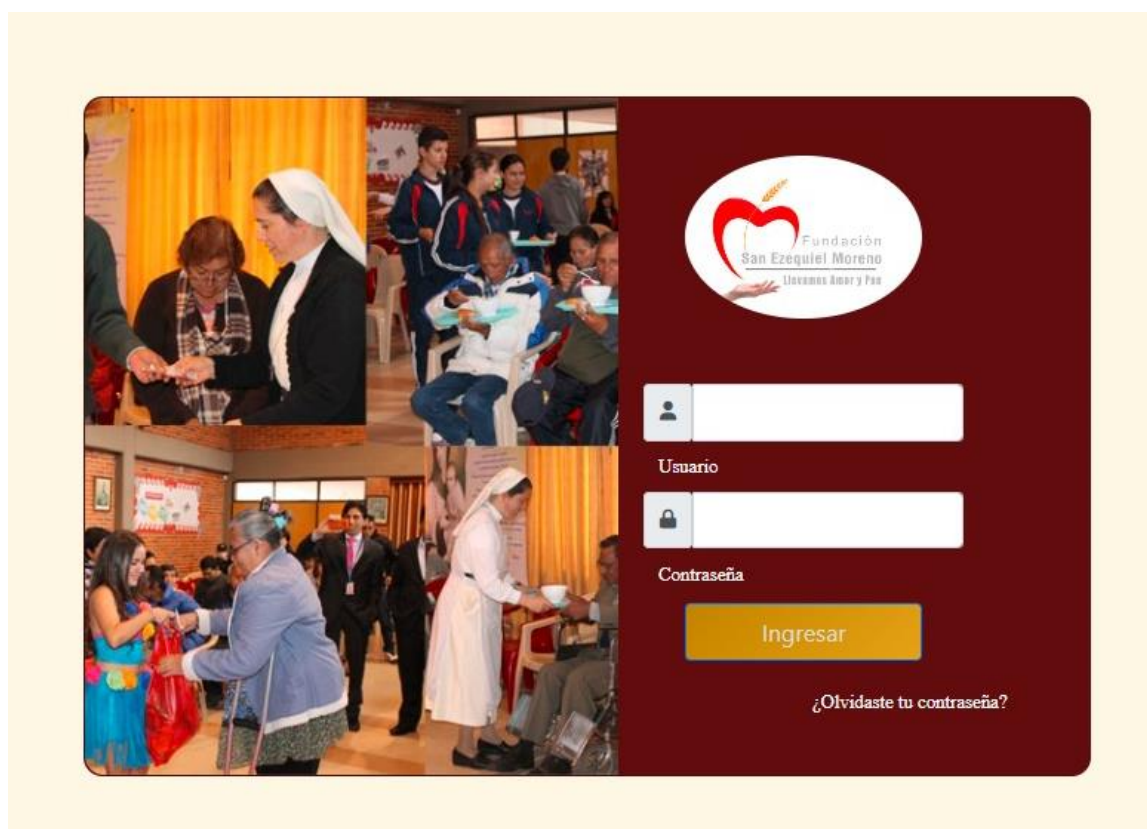 Fundación
San Ezequiel Moreno
Llevamos Amor y Paz
Usuario
Contraseña
Ingresar
¿Olvidaste tu contraseña?